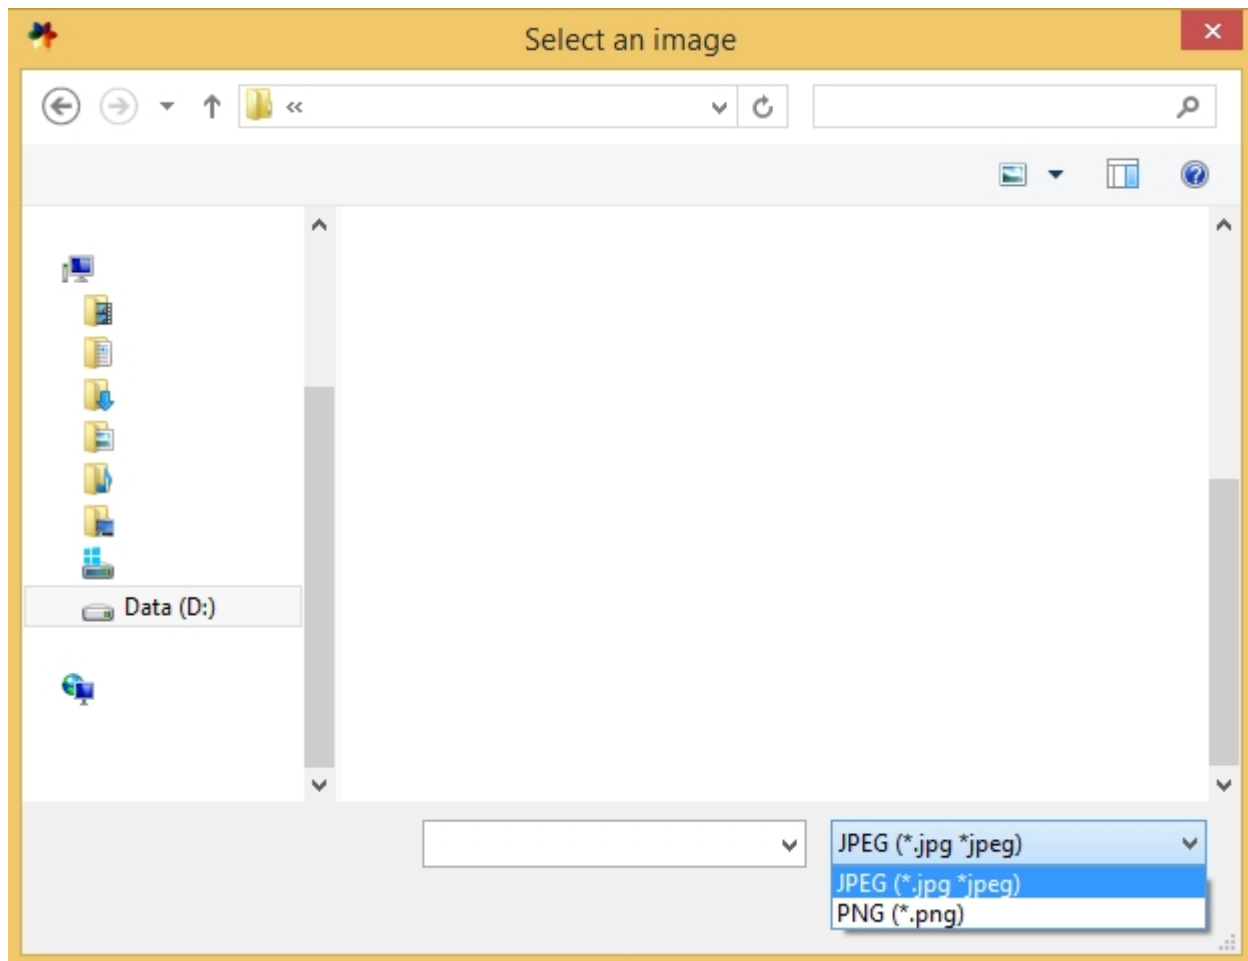 Select an image
«
Data (D:)
JPEG (*.jpg *jpeg)
JPEG (*.jpg *jpeg)
PNG (*.png)